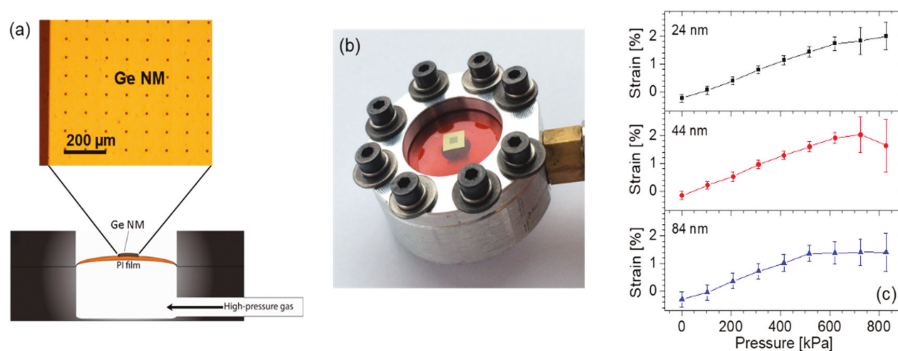 (a)
Ge NM
200 µm
Ge NM
PI film
High-pressure gas
(b)
24 nm
Strain [%]
2
1
0
44 nm
Strain [%]
2
1
0
84 nm
Strain [%]
2
1
0
(c)
0 200 400 600 800
Pressure [kPa]